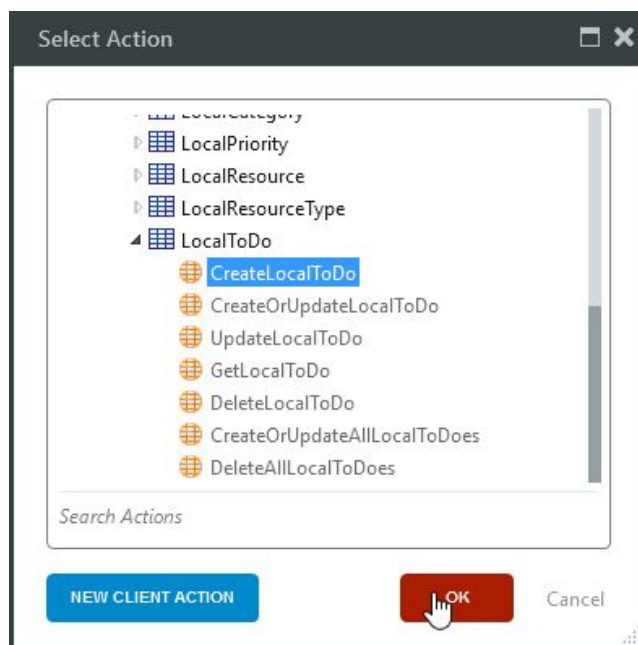 Select Action
LocalCategory
LocalPriority
LocalResource
LocalResourceType
LocalToDo
CreateLocalToDo
CreateOrUpdateLocalToDo
UpdateLocalToDo
GetLocalToDo
DeleteLocalToDo
CreateOrUpdateAllLocalToDoes
DeleteAllLocalToDoes
Search Actions
NEW CLIENT ACTION
OK
Cancel